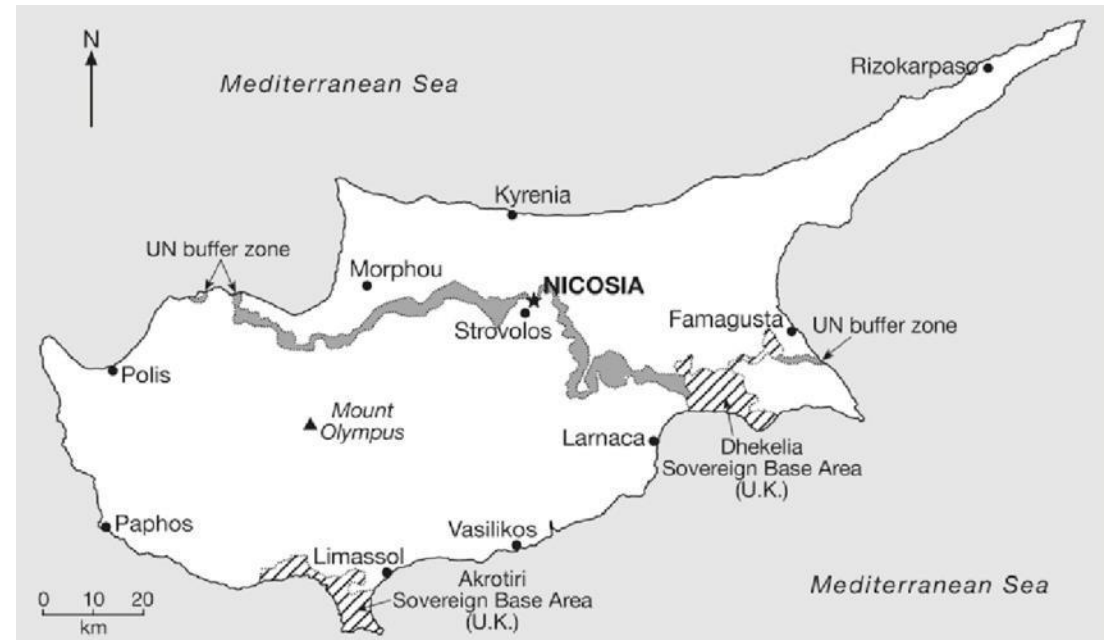 N
Mediterranean Sea
Rizokarpaso
Kyrenia
UN buffer zone
Morphou
NICOSIA
Strovolos
Famagusta
UN buffer zone
Polis
Mount
Olympus
Larnaca
Dhekelia
Sovereign Base Area
(U.K.)
Paphos
Vasilikos
Limassol
Akrotiri
Sovereign Base Area
(U.K.)
Mediterranean Sea
0 10 20
km